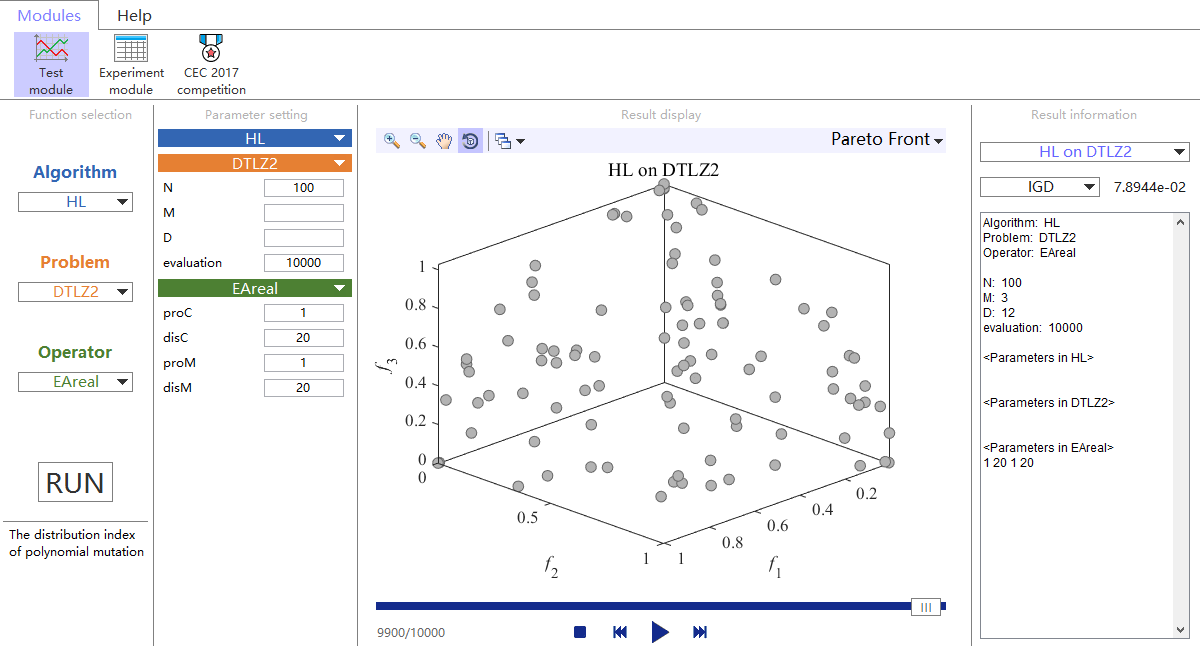 Modules
Help
Test module
Experiment module
CEC 2017 competition
Function selection
Parameter setting
Result display
Result information
Algorithm
HL
Problem
DTLZ2
Operator
EAreal
RUN
The distribution index
of polynomial mutation
HL
DTLZ2
N 100
M
D
evaluation 10000
EAreal
proC 1
disC 20
proM 1
disM 20
Pareto Front
HL on DTLZ2
1
0.8
0.6
0.4
0.2
0
f3
0
0.5
1
f2
1
0.8
0.6
0.4
0.2
f1
9900/10000
HL on DTLZ2
IGD 7.8944e-02
Algorithm: HL
Problem: DTLZ2
Operator: EAreal
N: 100
M: 3
D: 12
evaluation: 10000
<Parameters in HL>
<Parameters in DTLZ2>
<Parameters in EAreal>
1 20 1 20